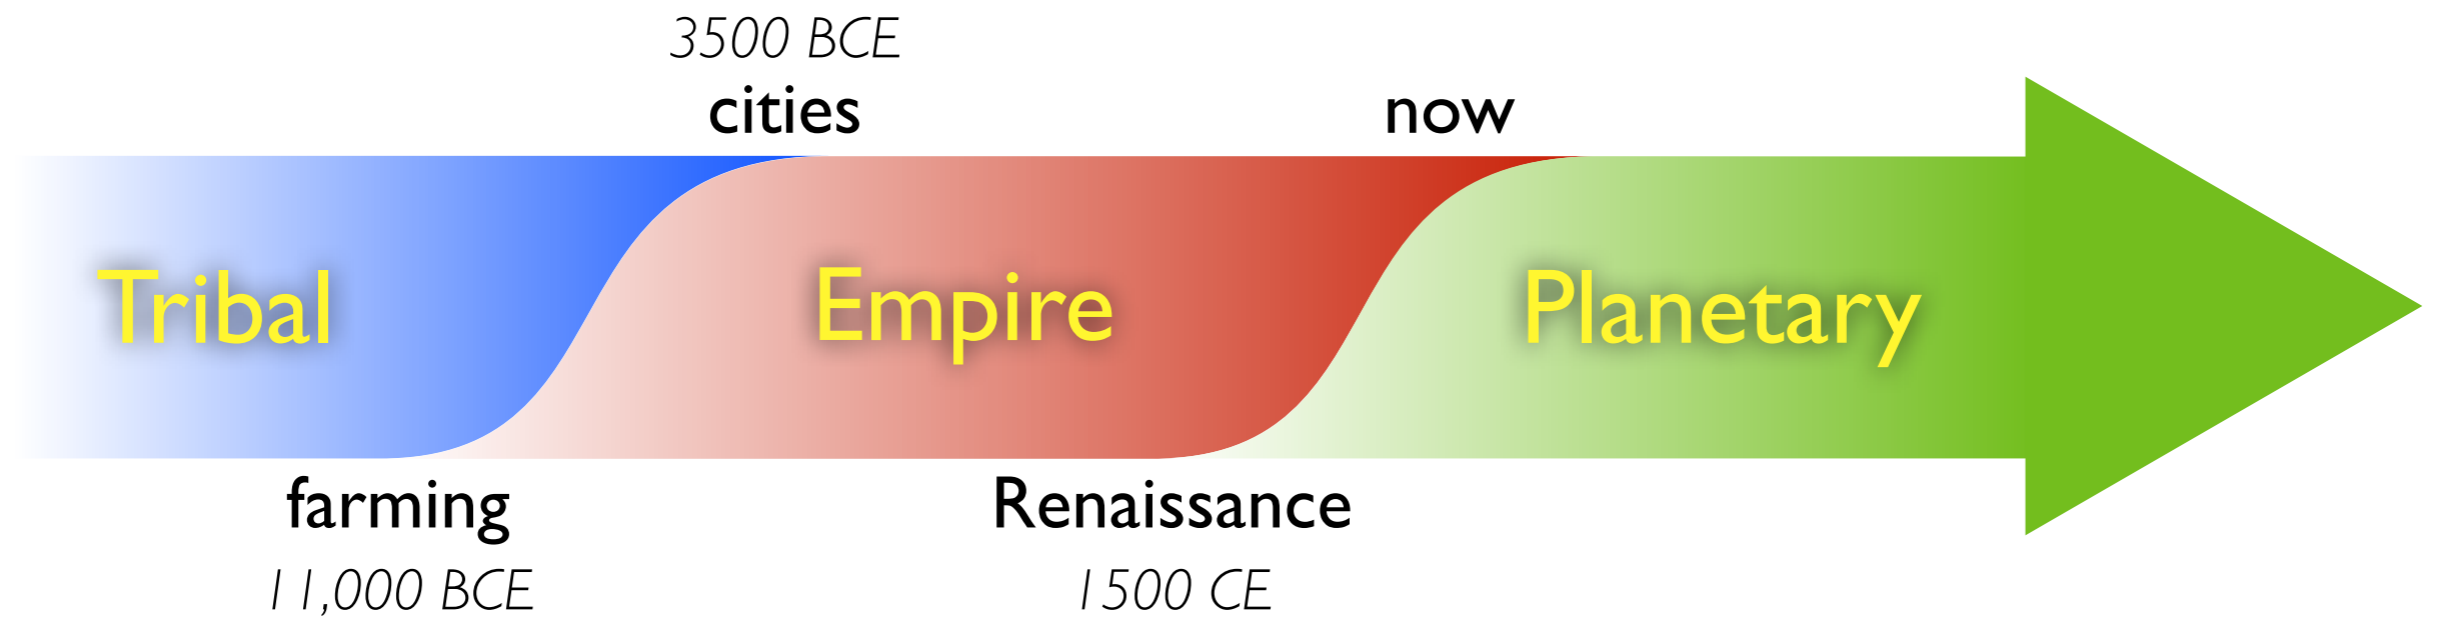 3500 BCE
cities
now
Tribal
Empire
Planetary
farming
Renaissance
11,000 BCE
1500 CE